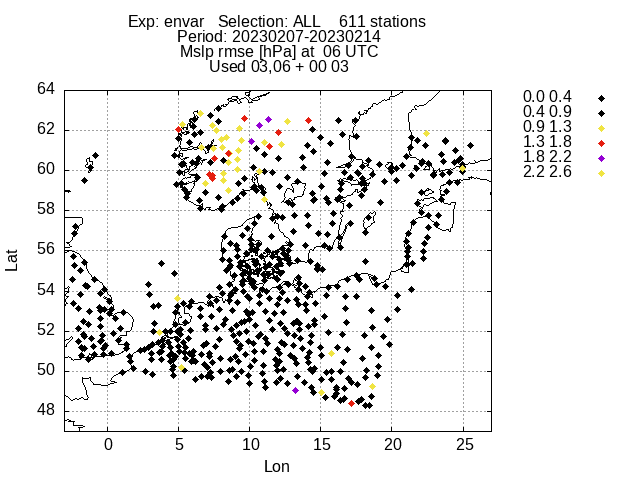 Exp: envar Selection: ALL 611 stations
Period: 20230207-20230214
Mslp rmse [hPa] at 06 UTC
Used 03,06 + 00 03
64
62
60
58
56
54
52
50
48
0 5 10 15 20 25
Lat
Lon
0.0 0.4
0.4 0.9
0.9 1.3
1.3 1.8
1.8 2.2
2.2 2.6